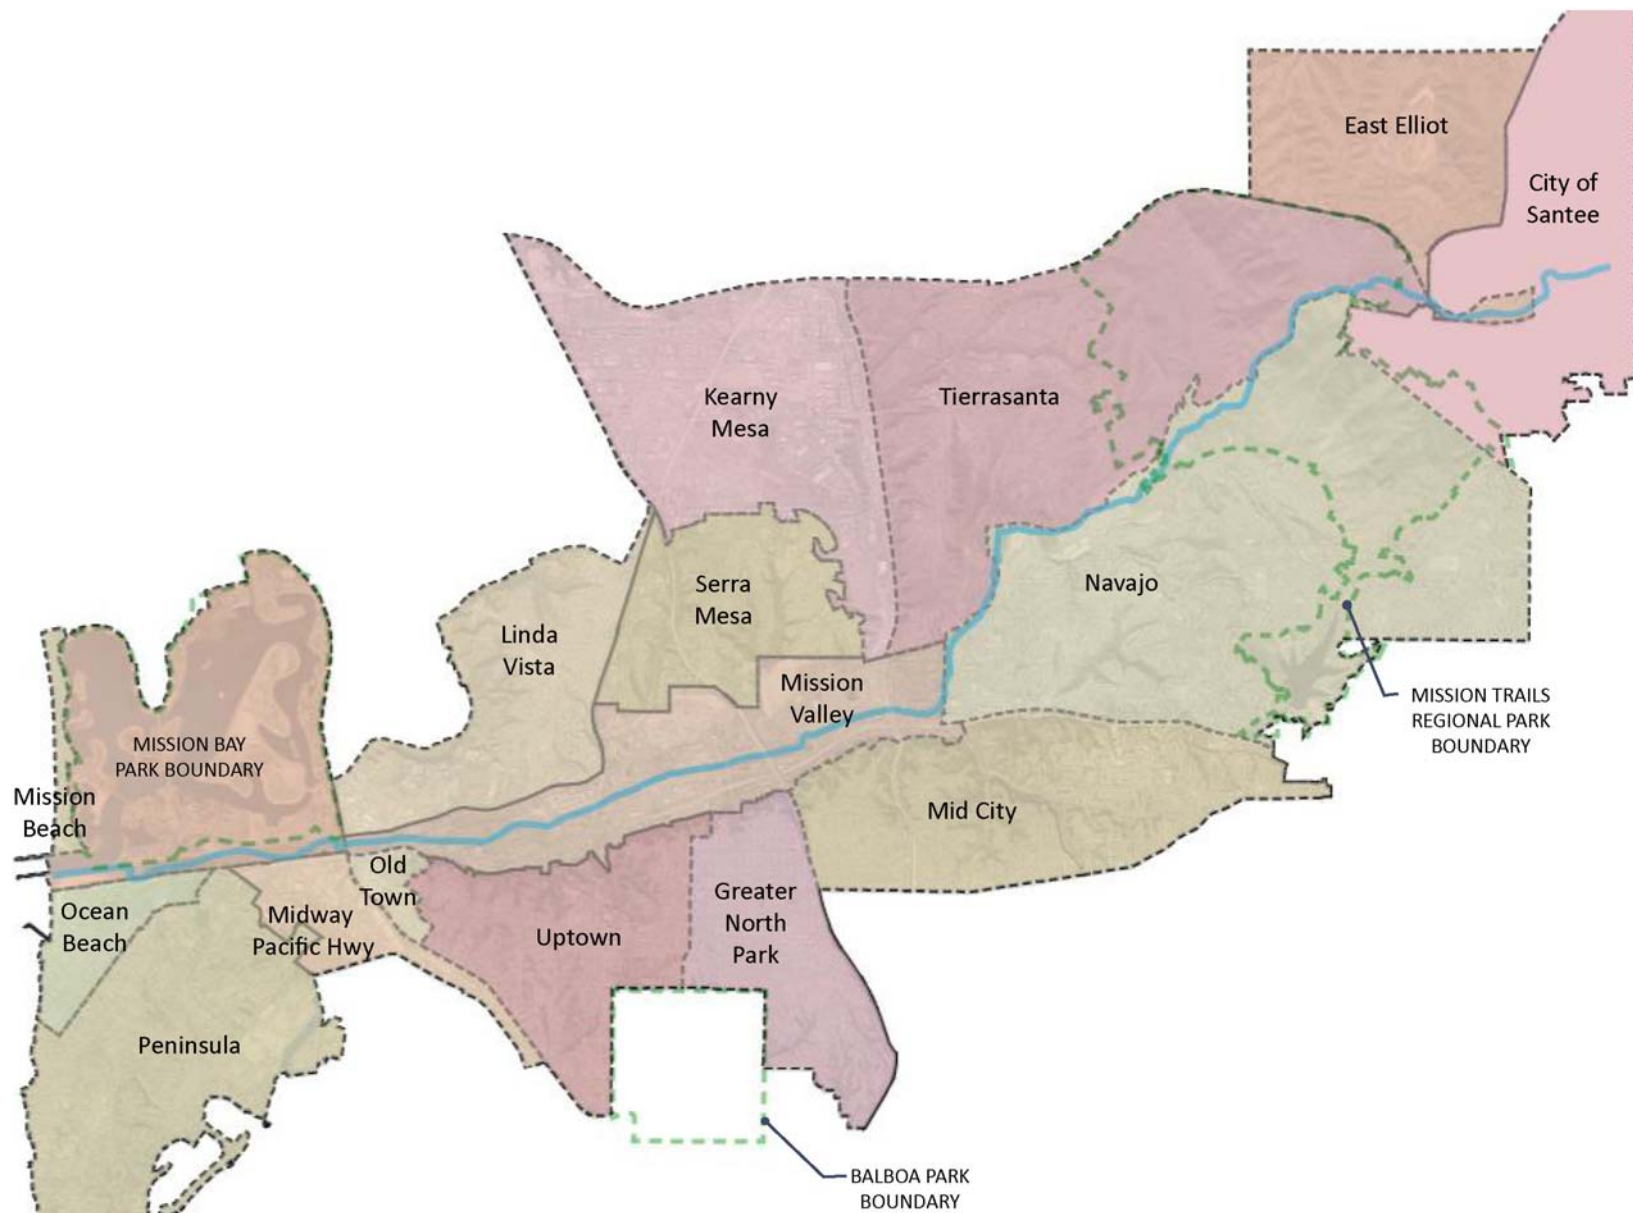 East Elliot
City of
Santee
Kearny
Mesa
Tierrasanta
Serra
Mesa
Navajo
Linda
Vista
Mission
Valley
MISSION TRAILS
REGIONAL PARK
BOUNDARY
MISSION BAY
PARK BOUNDARY
Mission
Beach
Mid City
Old
Town
Ocean
Beach
Midway
Pacific Hwy
Uptown
Greater
North
Park
Peninsula
BALBOA PARK
BOUNDARY